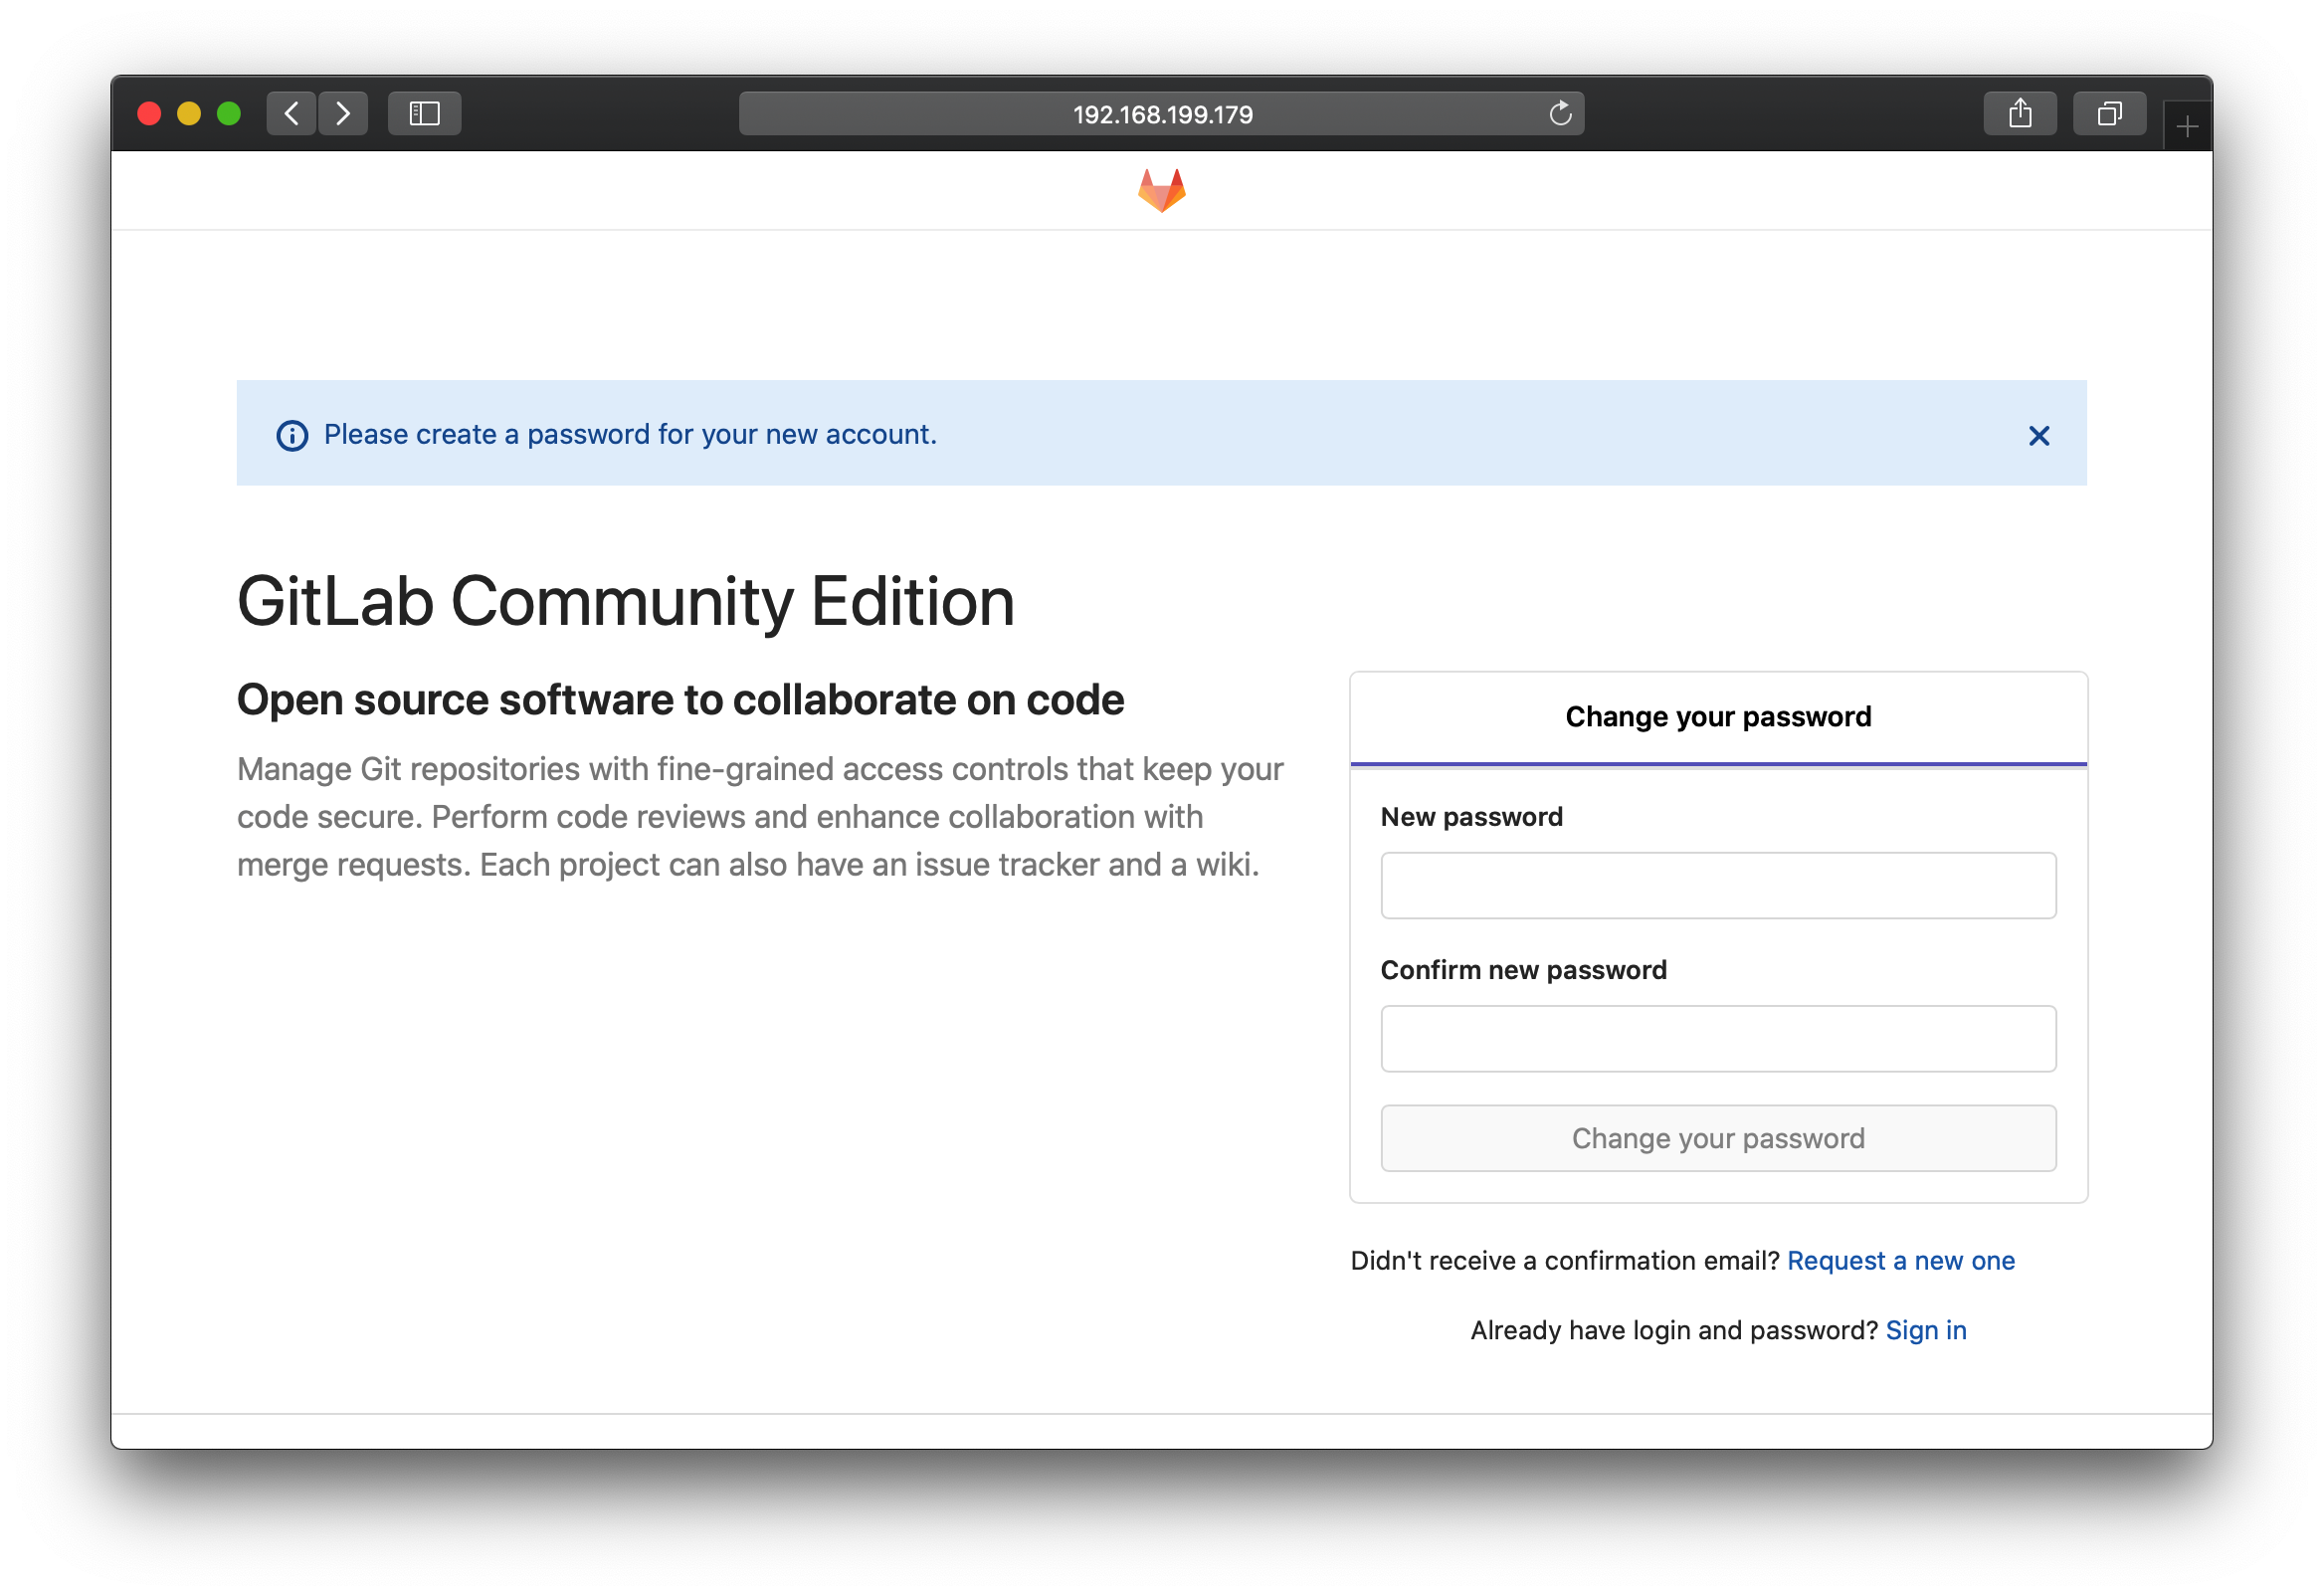 192.168.199.179
Please create a password for your new account.
GitLab Community Edition
Open source software to collaborate on code
Manage Git repositories with fine-grained access controls that keep your
code secure. Perform code reviews and enhance collaboration with
merge requests. Each project can also have an issue tracker and a wiki.
Change your password
New password
Confirm new password
Change your password
Didn't receive a confirmation email? Request a new one
Already have login and password? Sign in